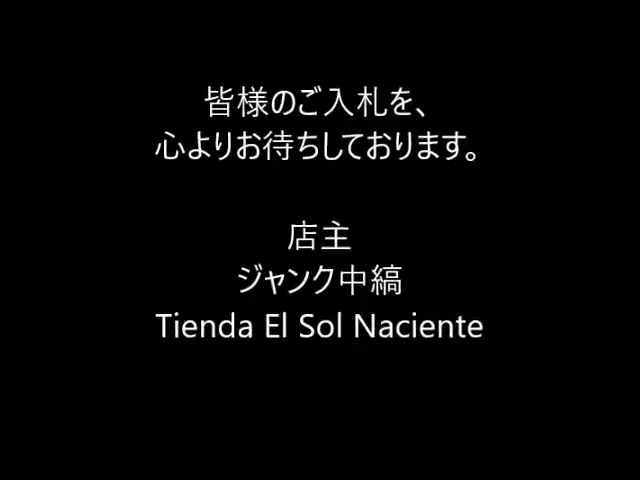 皆様のご入札を、
心よりお待ちしております。
店主
ジャンク中縞
Tienda El Sol Naciente